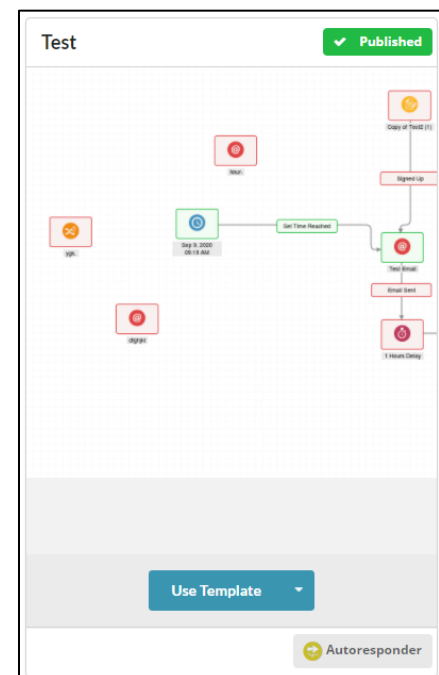 Test
Published
Copy of Test2 (1)
Signed Up
Set Time Reached
Sep 9, 2020
09:15 AM
Test Email
Email Sent
1 Hours Delay
Use Template
Autoresponder